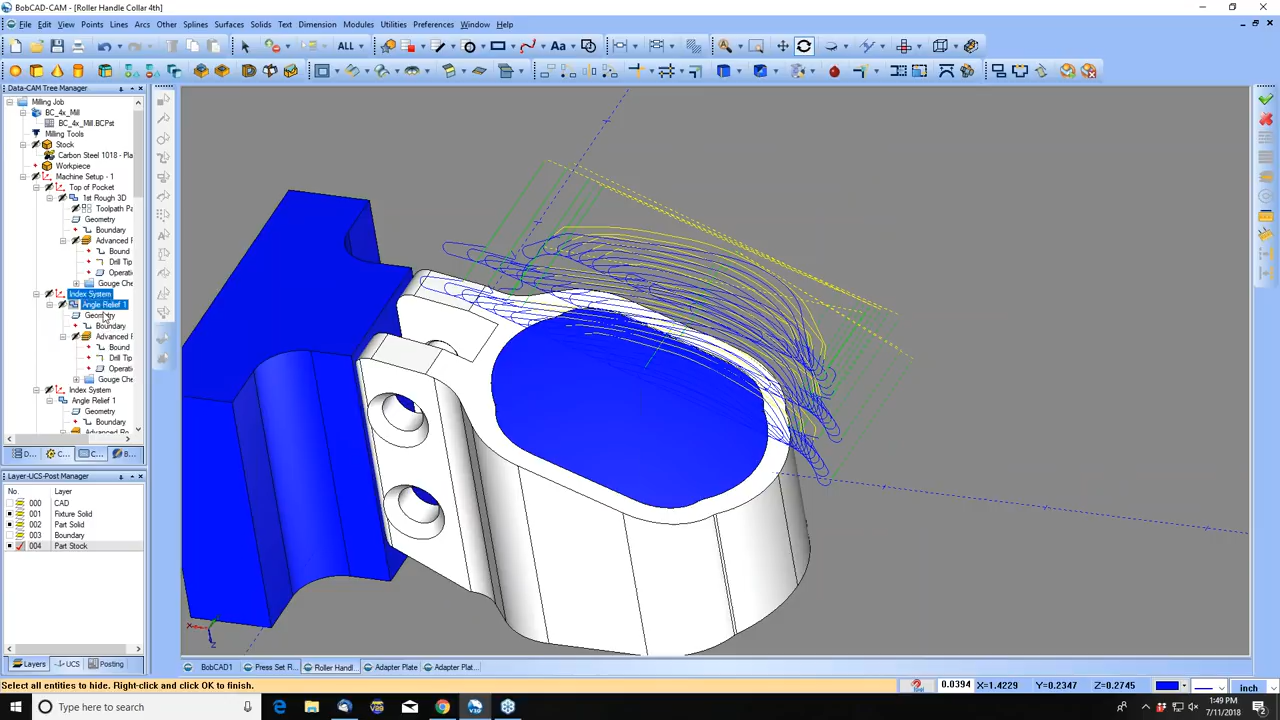 BobCAD-CAM - [Roller Handle Collar 4th]
File Edit View Points Lines Arcs Other Splines Surfaces Solids Text Dimension Modules Utilities Preferences Window Help
ALL Aa
Data-CAM Tree Manager
Milling Job
BC_4x_Mill
BC_4x_Mill.BCPst
Milling Tools
Stock
Carbon Steel 1018 - Pla
Workpiece
Machine Setup - 1
Top of Pocket
1st Rough 3D
Toolpath Pa
Geometry
Boundary
Advanced R
Bound
Drill Tip
Operati
Gouge Che
Index System
Angle Relief 1
Geometry
Boundary
Advanced Ro
Bound
Drill Tip
Operati
Gouge Che
Index System
Angle Relief 1
Geometry
Boundary
Advanced Ro
D... C... C... B...
Layer-UCS-Post Manager
No. Layer
000 CAD
001 Fixture Solid
002 Part Solid
003 Boundary
004 Part Stock
Layers UCS Posting
BobCAD1 Press Set R... Roller Handl... Adapter Plate Adapter Plat...
Select all entities to hide. Right-click and click OK to finish.
0.0394 X=1.4229 Y=0.2347 Z=0.2745 inch
Type here to search
1:49 PM
7/11/2018